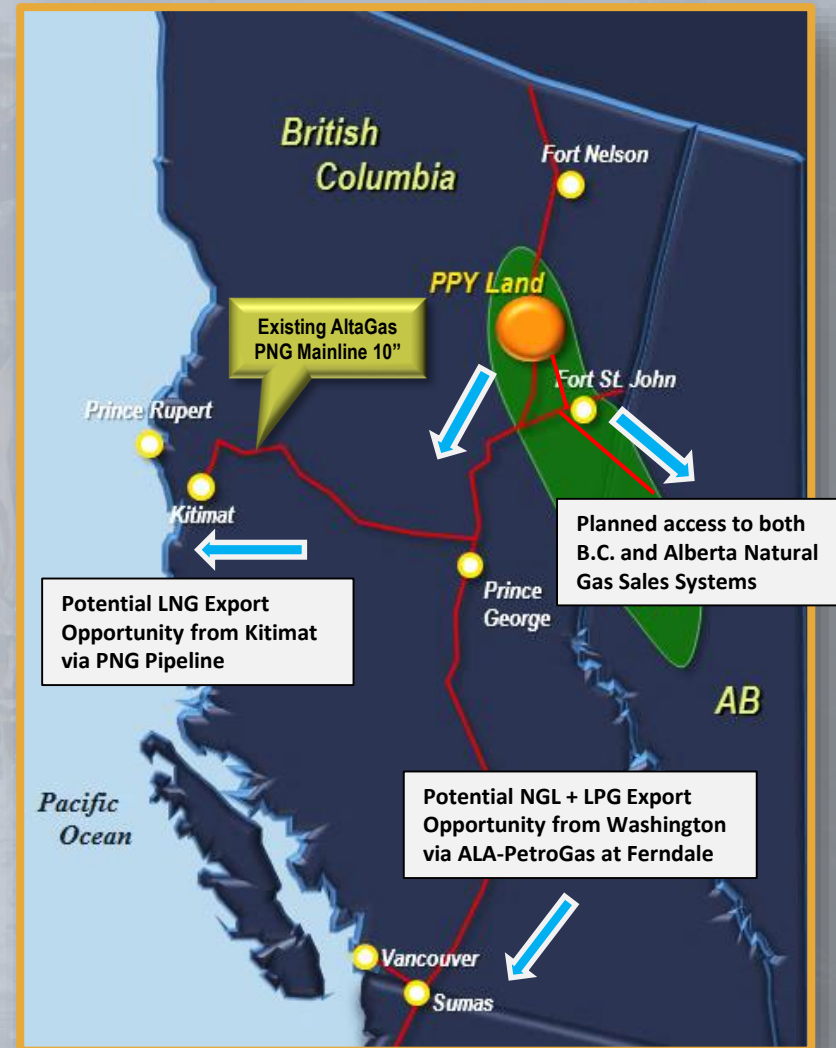 British
Columbia
Fort Nelson
PPY Land
Existing AltaGas
PNG Mainline 10”
Fort St. John
Prince Rupert
Kitimat
Planned access to both
B.C. and Alberta Natural
Gas Sales Systems
Prince
George
Potential LNG Export
Opportunity from Kitimat
via PNG Pipeline
AB
Potential NGL + LPG Export
Opportunity from Washington
via ALA-PetroGas at Ferndale
Pacific
Ocean
Vancouver
Sumas